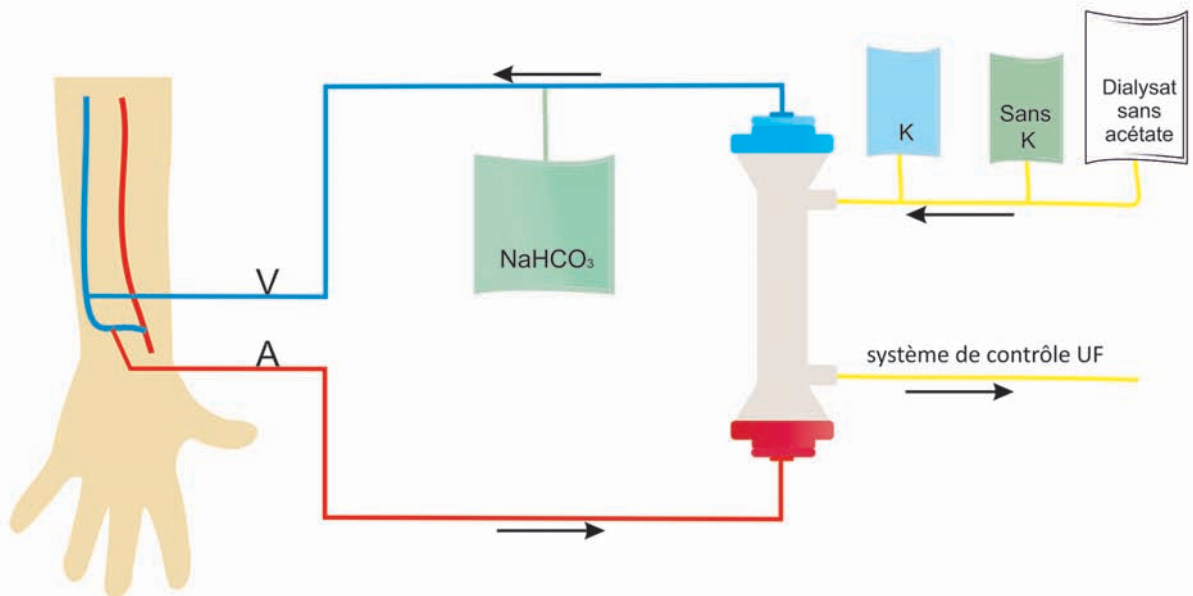 K
Sans
K
Dialysat
sans
acétate
NaHCO₃
V
A
système de contrôle UF